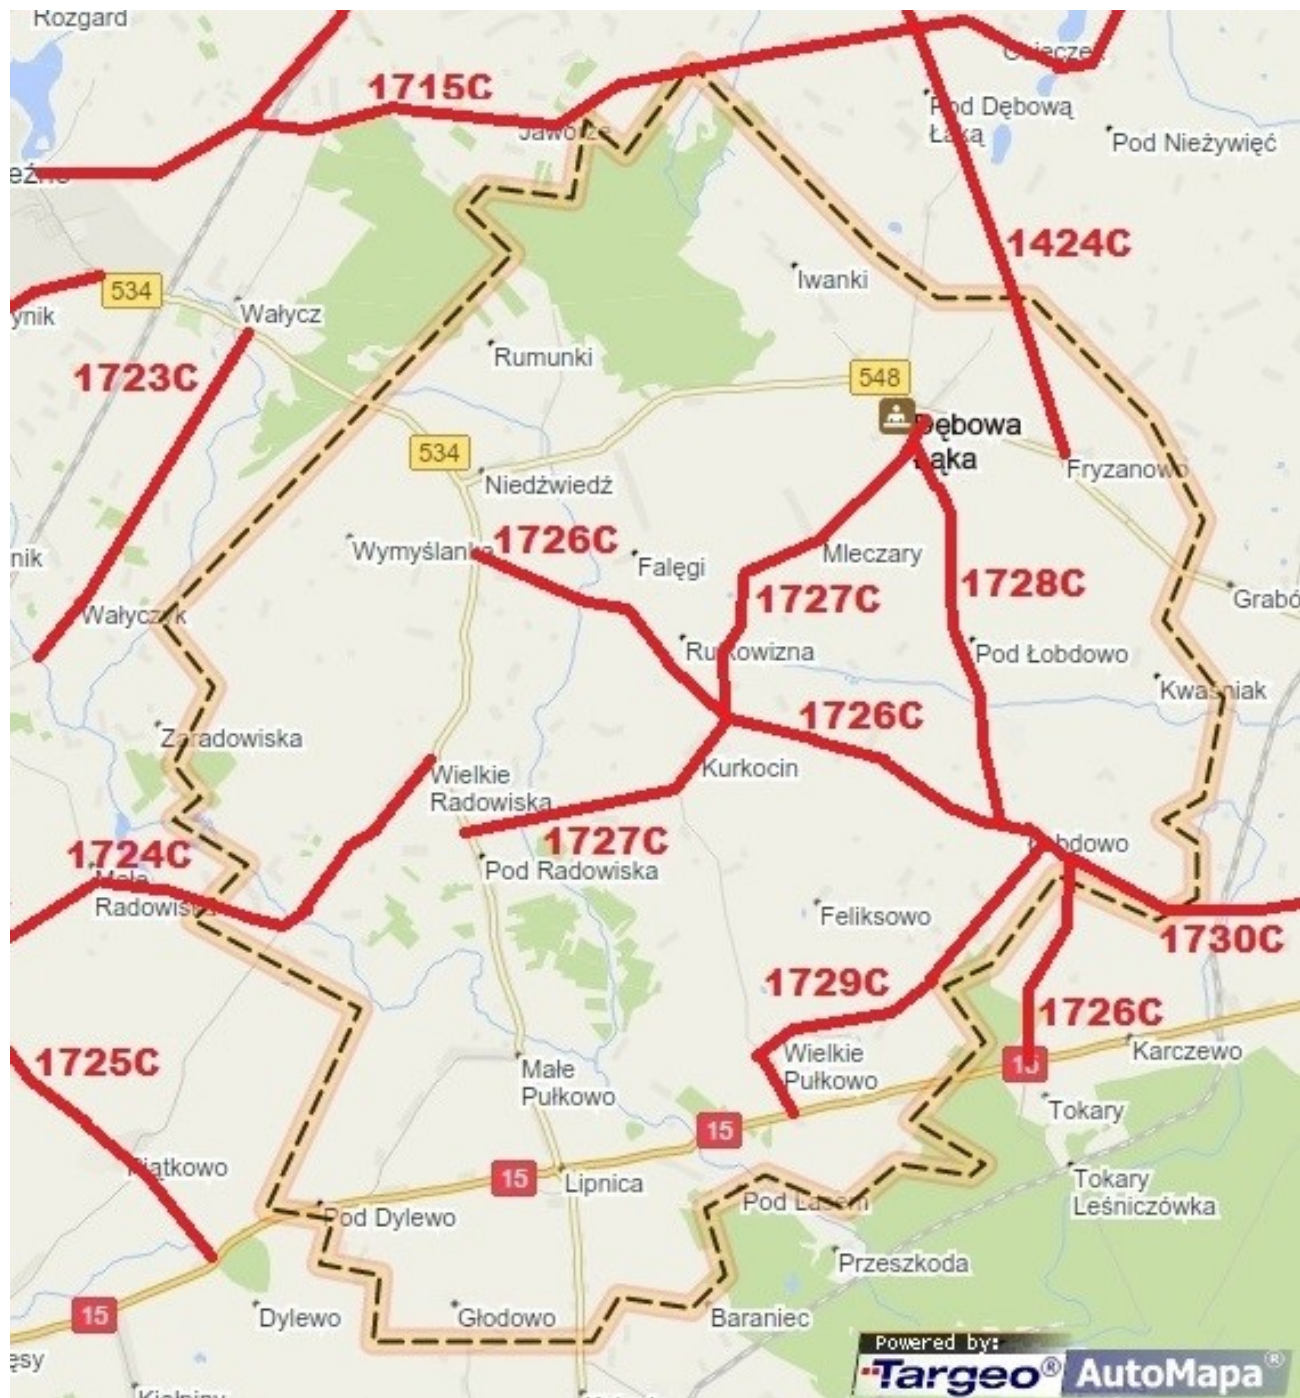 Rozgard
1715C
Jaworze
Pod Dębową
Łąką
Pod Nieżywięć
1424C
534
Wałycz
Iwanki
1723C
Rumunki
548
Dębowa
Łąka
Fryzanowo
534
Niedźwiedź
Wymyślanka
1726C
Falęgi
Mleczary
1727C
1728C
Wałyczyk
Rutkowizna
Pod Łobdowo
Kwaśniak
Zaradowiska
1726C
Wielkie
Radowiska
Kurkocin
1724C
1727C
Łobdowo
Małe
Radowiska
Pod Radowiska
Feliksowo
1730C
1729C
1726C
1725C
Małe
Pułkowo
Wielkie
Pułkowo
15
Karczewo
Tokary
15
Piątkowo
15
Lipnica
Tokary
Leśniczówka
Pod Dylewo
Pod Lasem
Przeszkoda
15
Dylewo
Głodowo
Baraniec
Powered by:
Targeo® AutoMapa®